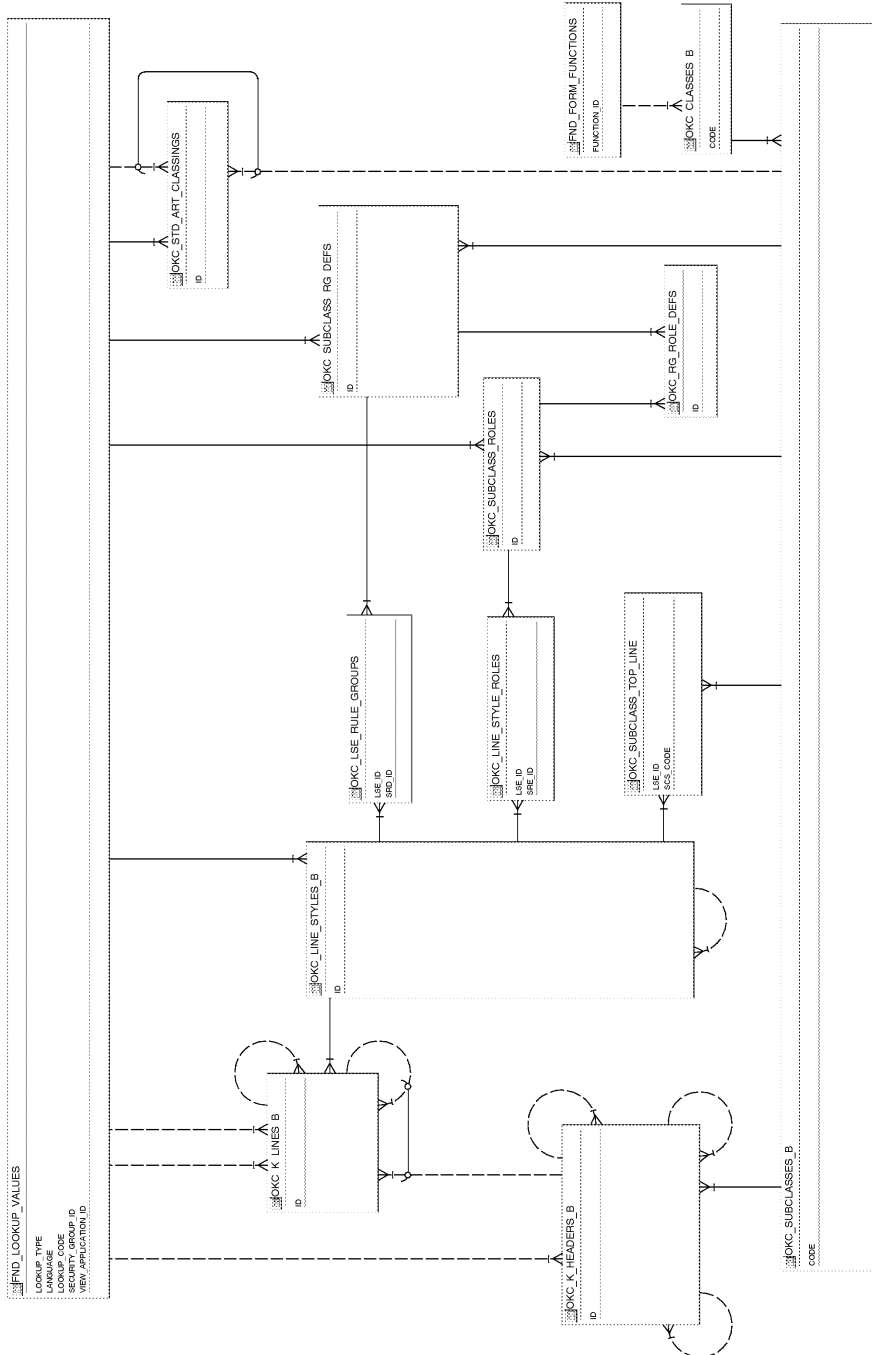 FND_LOOKUP_VALUES
LOOKUP_TYPE
LANGUAGE
LOOKUP_CODE
SECURITY_GROUP_ID
VIEW_APPLICATION_ID
OKC_STD_ART_CLASSINGS
ID
OKC_K_LINES_B
ID
OKC_LINE_STYLES_B
ID
OKC_SUBCLASS_RG_DEFS
ID
OKC_LSE_RULE_GROUPS
LSE_ID
SRD_ID
OKC_LINE_STYLE_ROLES
LSE_ID
SRE_ID
OKC_SUBCLASS_ROLES
ID
OKC_K_HEADERS_B
ID
FND_FORM_FUNCTIONS
FUNCTION_ID
OKC_SUBCLASS_TOP_LINE
LSE_ID
SCS_CODE
OKC_RG_ROLE_DEFS
ID
OKC_CLASSES_B
CODE
OKC_SUBCLASSES_B
CODE